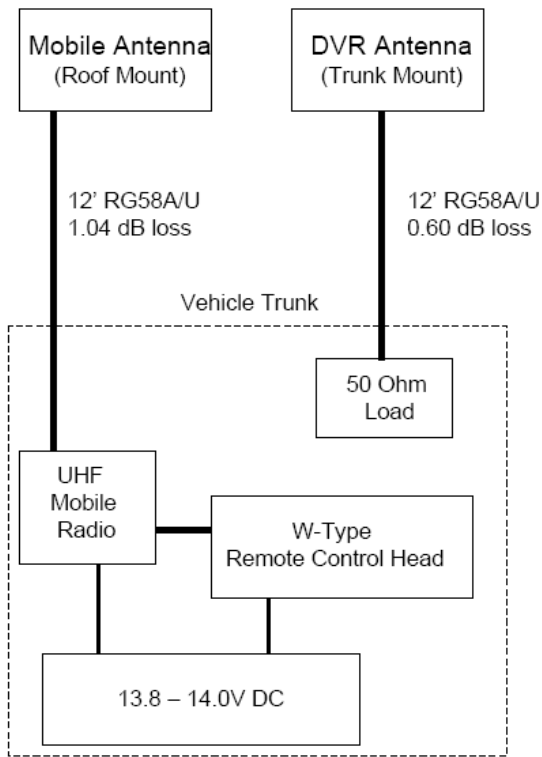 Mobile Antenna
(Roof Mount)
DVR Antenna
(Trunk Mount)
12' RG58A/U
1.04 dB loss
12' RG58A/U
0.60 dB loss
Vehicle Trunk
50 Ohm
Load
UHF
Mobile
Radio
W-Type
Remote Control Head
13.8 – 14.0V DC